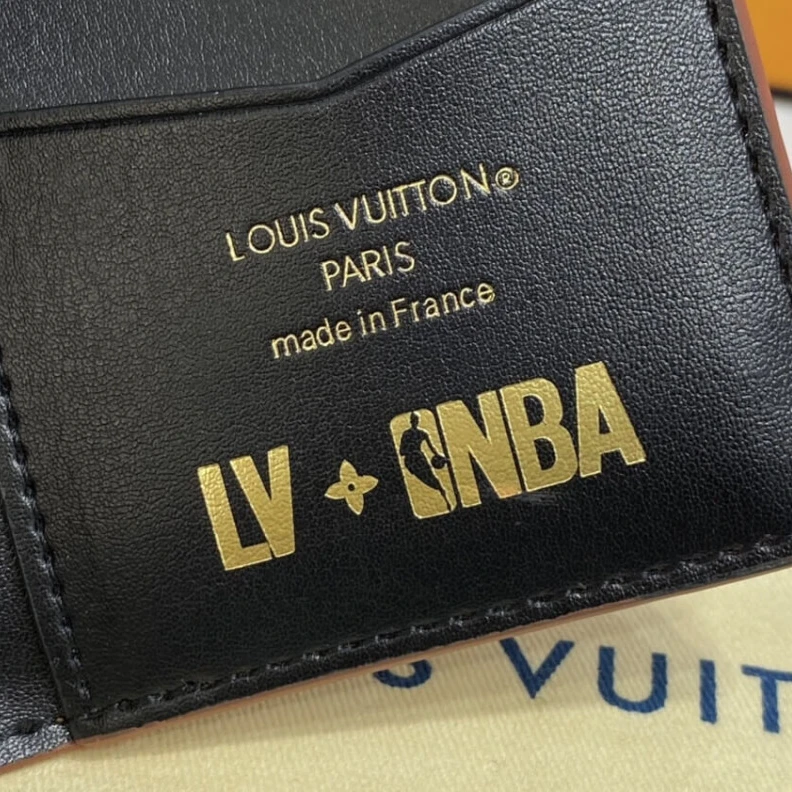 LOUIS VUITTON®
PARIS
made in France
LV NBA
VUIT